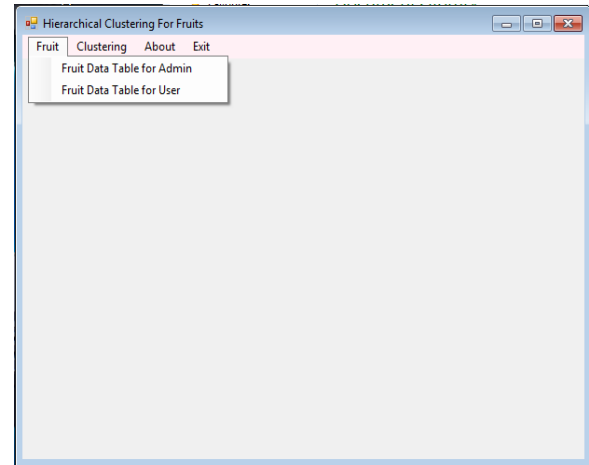 Hierarchical Clustering For Fruits
Fruit Clustering About Exit
Fruit Data Table for Admin
Fruit Data Table for User